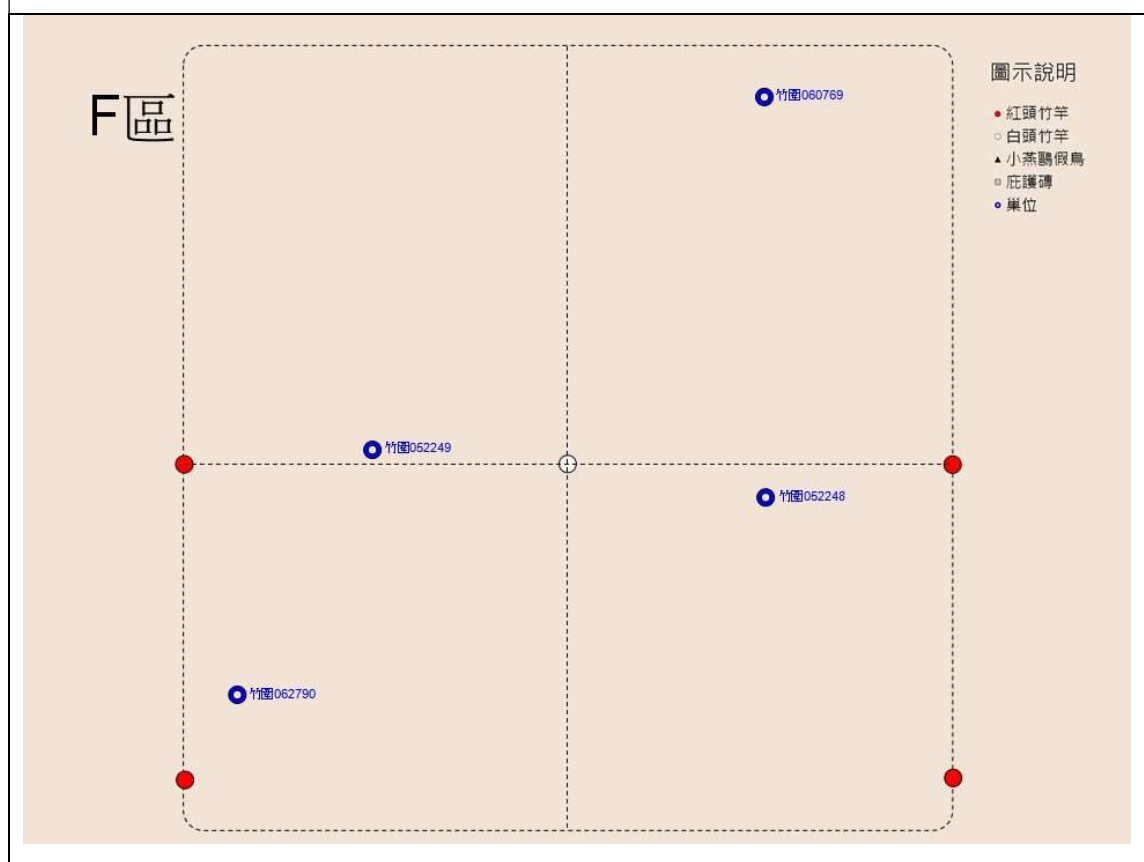 F區
圖示說明
紅頭竹竿
白頭竹竿
小燕鷗假鳥
庇護磚
巢位
竹圍060769
竹圍052249
竹圍052248
竹圍062790